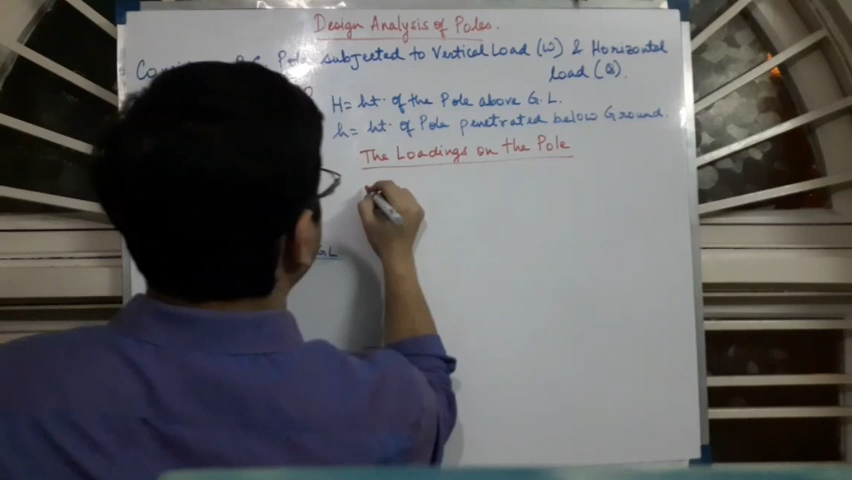 Design Analysis of Poles.
Pole subjected to Vertical Load (W) & Horizontal
load (Q).
H = ht. of the Pole above G.L.
h = ht. of Pole penetrated below Ground.
The Loadings on the Pole
GL